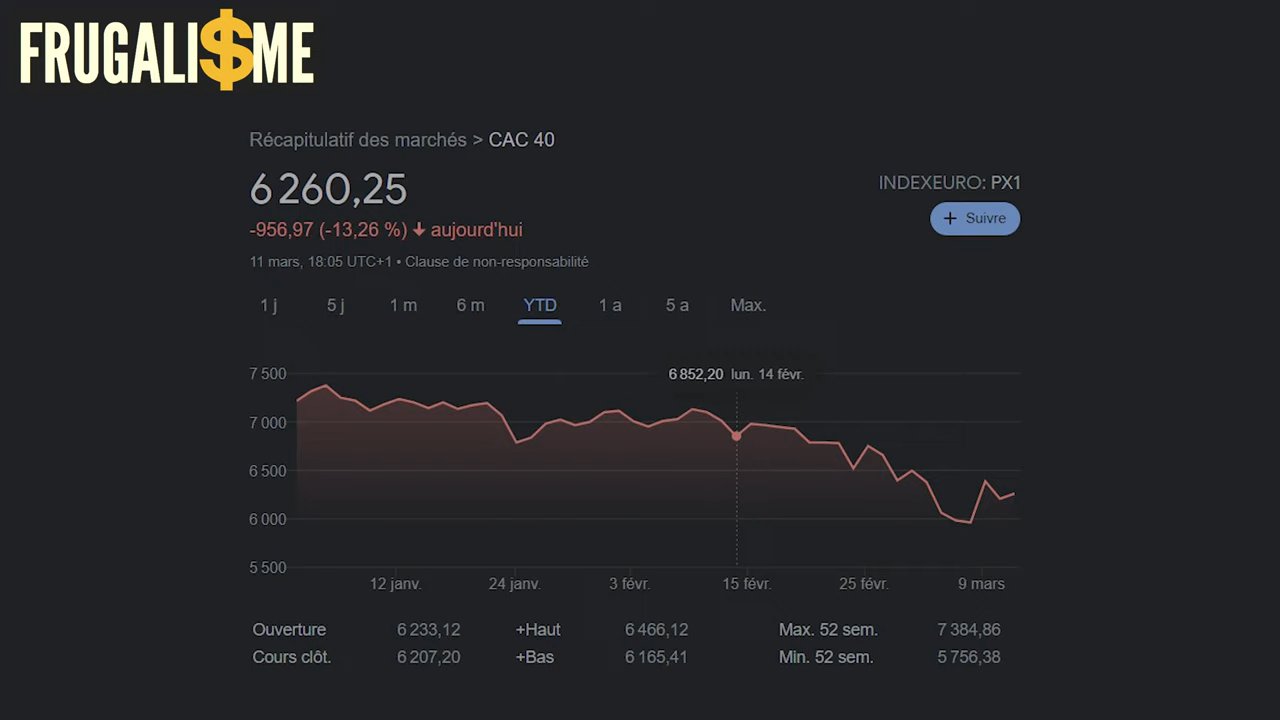 FRUGALI$ME
Récapitulatif des marchés > CAC 40
6 260,25
INDEXEURO: PX1
-956,97 (-13,26 %) ↓ aujourd'hui
+ Suivre
11 mars, 18:05 UTC+1 • Clause de non-responsabilité
1 j 5 j 1 m 6 m YTD 1 a 5 a Max.
7 500
6 852,20 lun. 14 févr.
7 000
6 500
6 000
5 500
12 janv. 24 janv. 3 févr. 15 févr. 25 févr. 9 mars
Ouverture 6 233,12 +Haut 6 466,12 Max. 52 sem. 7 384,86
Cours clôt. 6 207,20 +Bas 6 165,41 Min. 52 sem. 5 756,38